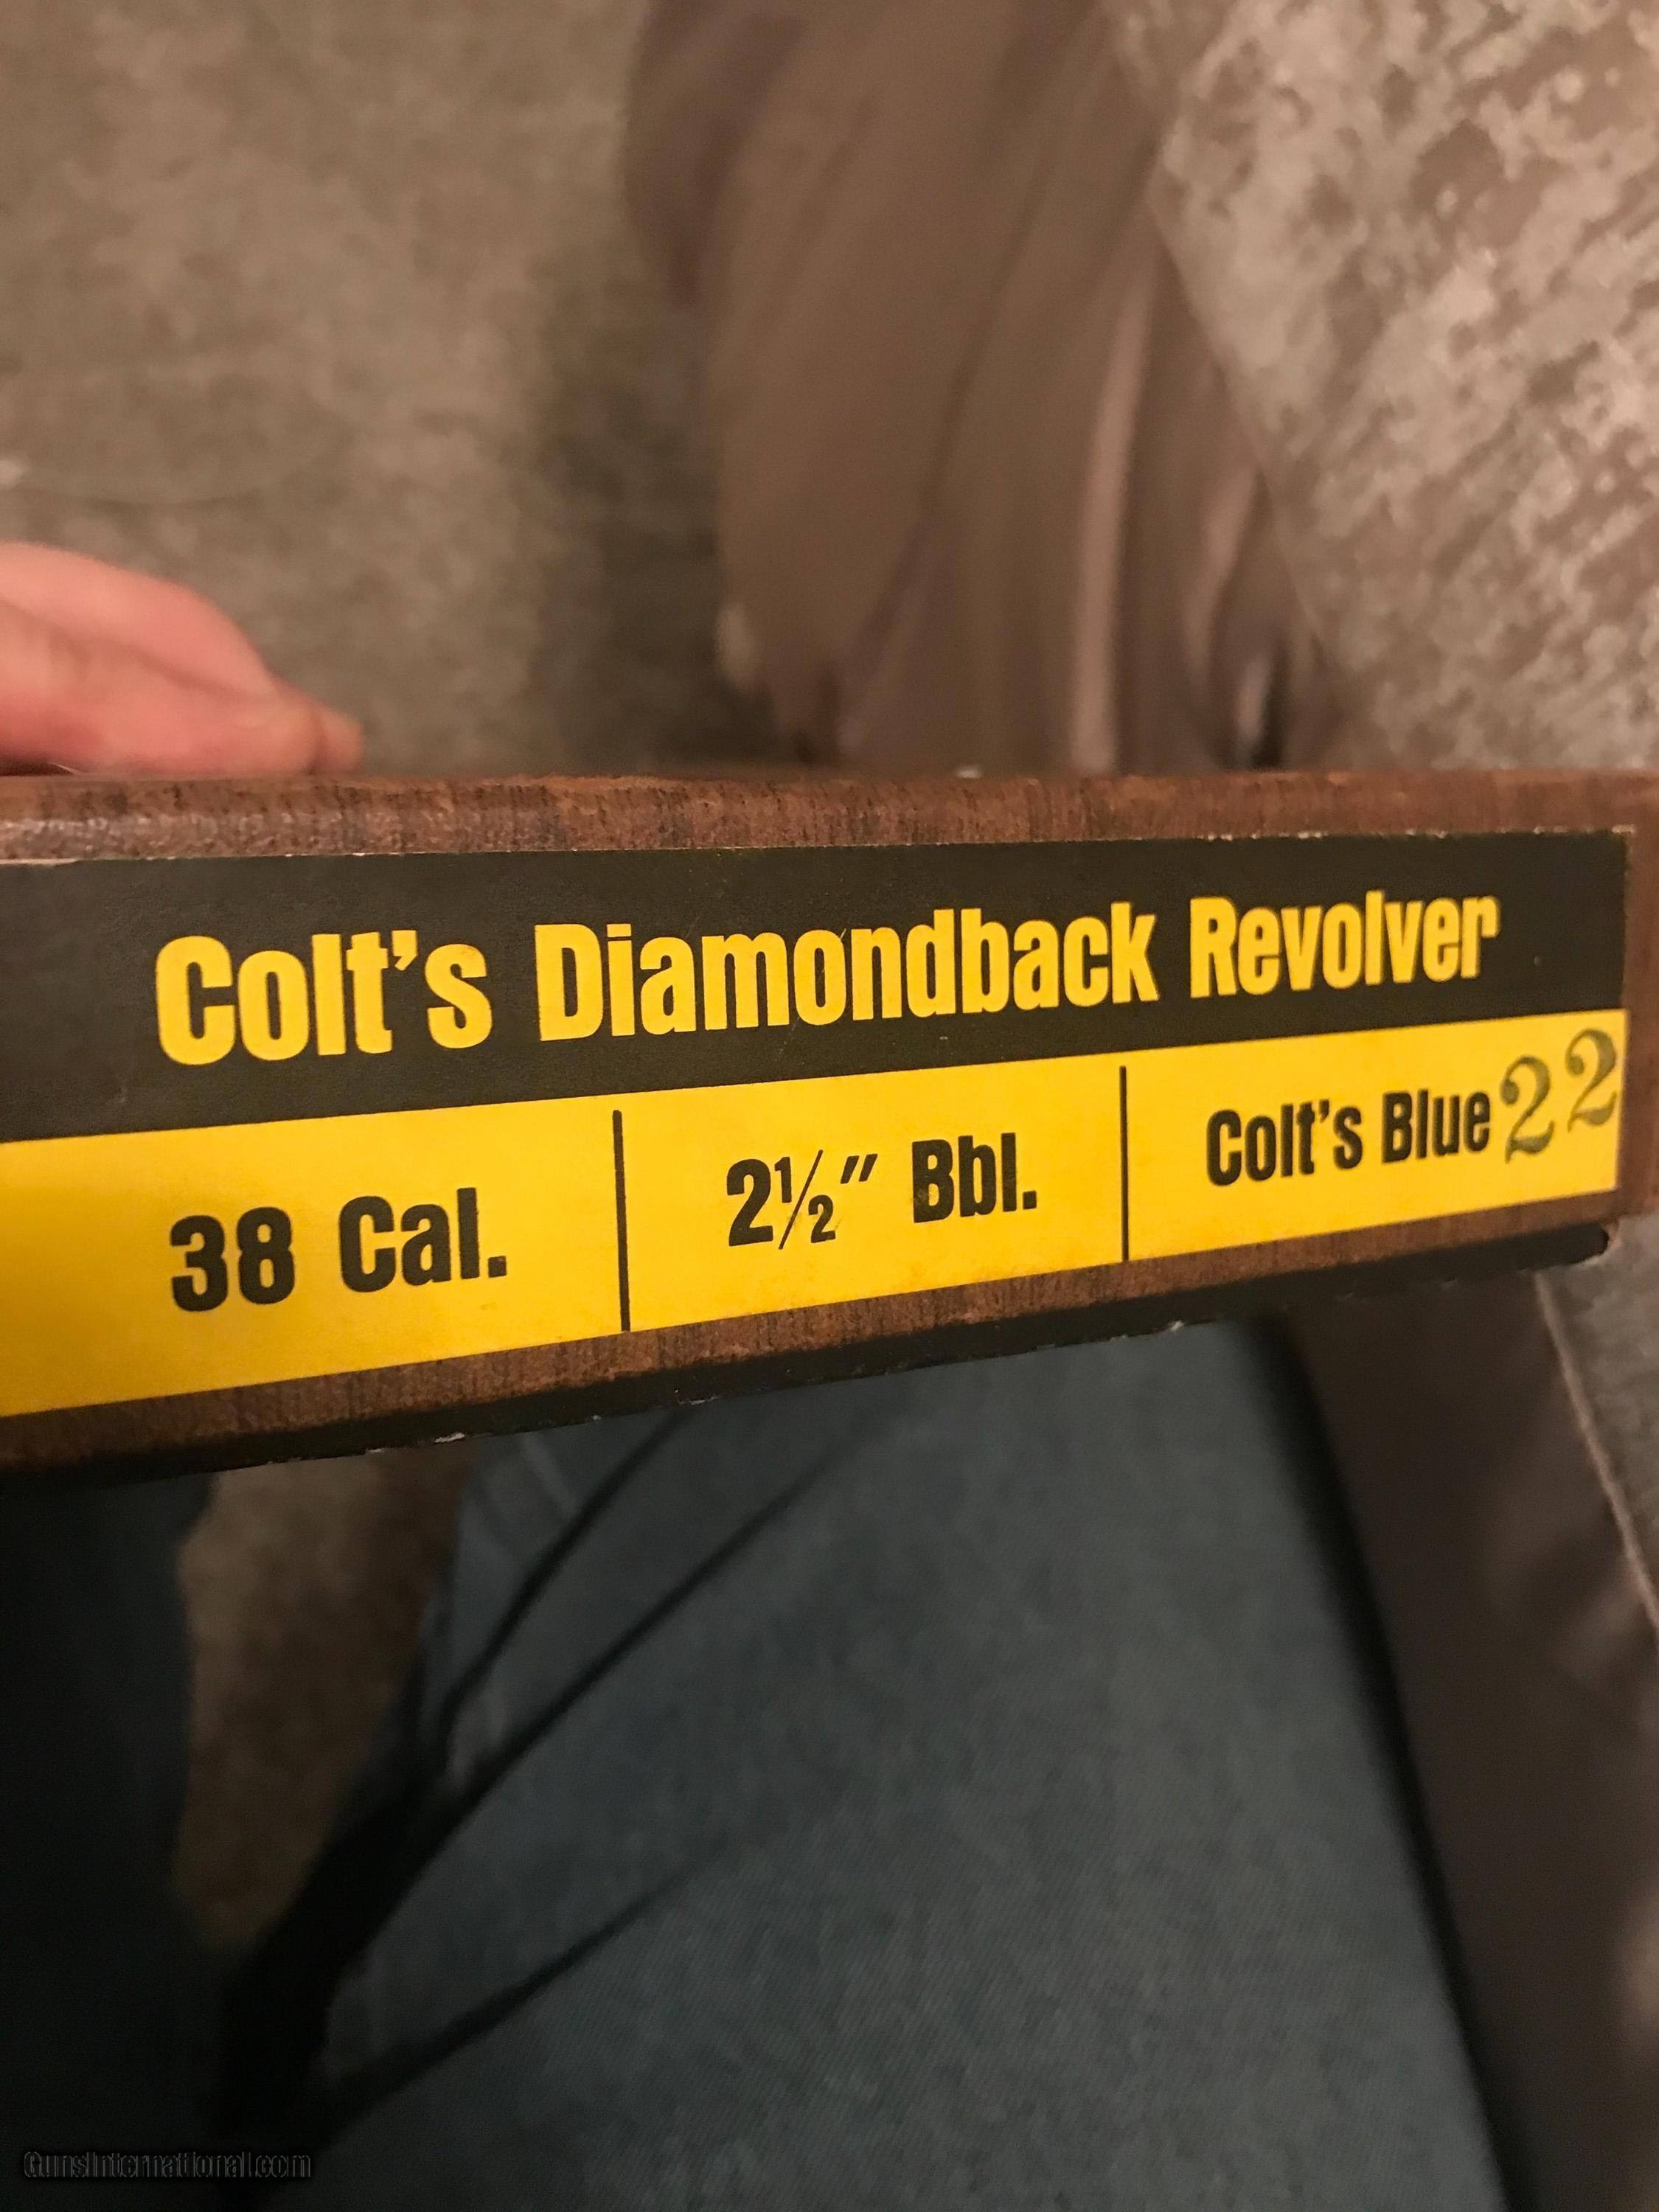 Colt's Diamondback Revolver
38 Cal. 2½" Bbl. Colt's Blue 22
GunsInternational.com